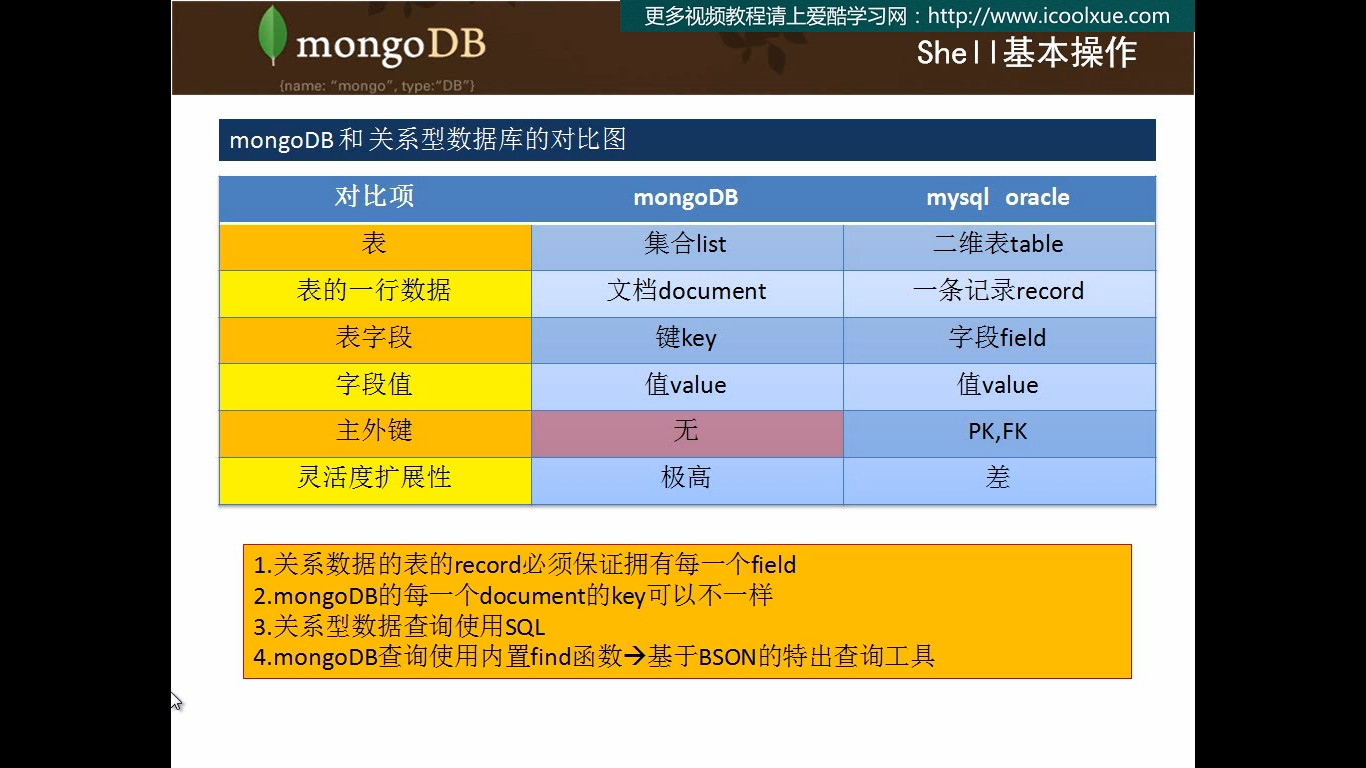 更多视频教程请上爱酷学习网：http://www.icoolxue.com
mongoDB
{name: “mongo”, type:“DB”}
Shell基本操作
mongoDB 和 关系型数据库的对比图
对比项 mongoDB mysql oracle
表 集合list 二维表table
表的一行数据 文档document 一条记录record
表字段 键key 字段field
字段值 值value 值value
主外键 无 PK,FK
灵活度扩展性 极高 差
1.关系数据的表的record必须保证拥有每一个field
2.mongoDB的每一个document的key可以不一样
3.关系型数据查询使用SQL
4.mongoDB查询使用内置find函数→基于BSON的特出查询工具